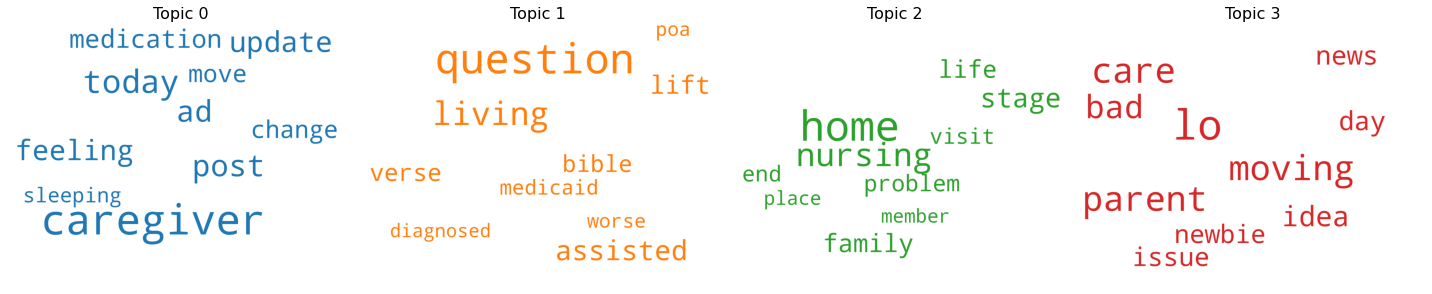 Topic 0
medication update
today move
ad
change
feeling
post
sleeping
caregiver
Topic 1
poa
question
lift
living
bible
verse
medicaid
worse
diagnosed
assisted
Topic 2
life
stage
home
visit
nursing
end
problem
place
member
family
Topic 3
news
care
bad
lo
day
moving
parent
idea
newbie
issue